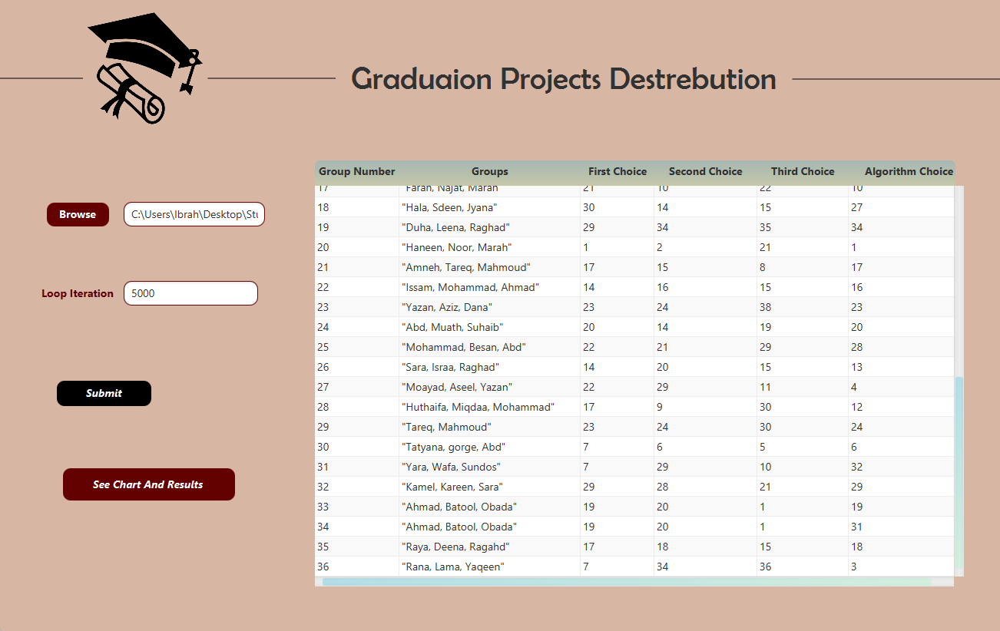 Graduaion Projects Destrebution
Group Number Groups First Choice Second Choice Third Choice Algorithm Choice
17 "Farah, Najat, Marah 21 10 22 10
18 "Hala, Sdeen, Jyana" 30 14 15 27
Browse C:\Users\Ibrah\Desktop\Stu
19 "Duha, Leena, Raghad" 29 34 35 34
20 "Haneen, Noor, Marah" 1 2 21 1
21 "Amneh, Tareq, Mahmoud" 17 15 8 17
22 "Issam, Mohammad, Ahmad" 14 16 15 16
Loop Iteration 5000
23 "Yazan, Aziz, Dana" 23 24 38 23
24 "Abd, Muath, Suhaib" 20 14 19 20
25 "Mohammad, Besan, Abd" 22 21 29 28
26 "Sara, Israa, Raghad" 14 20 15 13
27 "Moayad, Aseel, Yazan" 22 29 11 4
Submit
28 "Huthaifa, Miqdaa, Mohammad" 17 9 30 12
29 "Tareq, Mahmoud" 23 24 30 24
30 "Tatyana, gorge, Abd" 7 6 5 6
31 "Yara, Wafa, Sundos" 7 29 10 32
32 "Kamel, Kareen, Sara" 29 28 21 29
See Chart And Results
33 "Ahmad, Batool, Obada" 19 20 1 19
34 "Ahmad, Batool, Obada" 19 20 1 31
35 "Raya, Deena, Ragahd" 17 18 15 18
36 "Rana, Lama, Yaqeen" 7 34 36 3